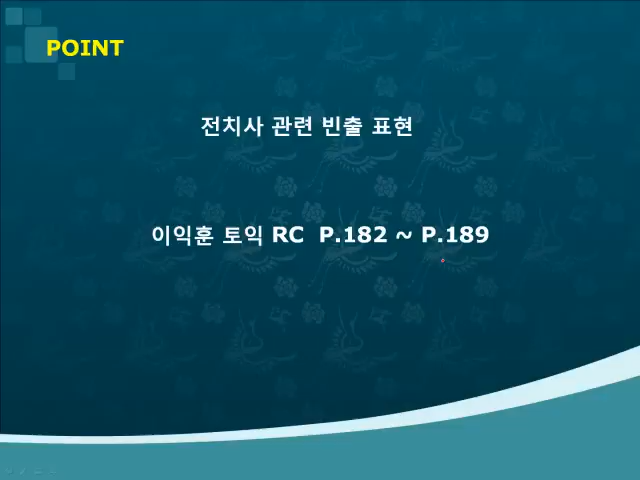 POINT
전치사 관련 빈출 표현
이익훈 토익 RC P.182 ~ P.189